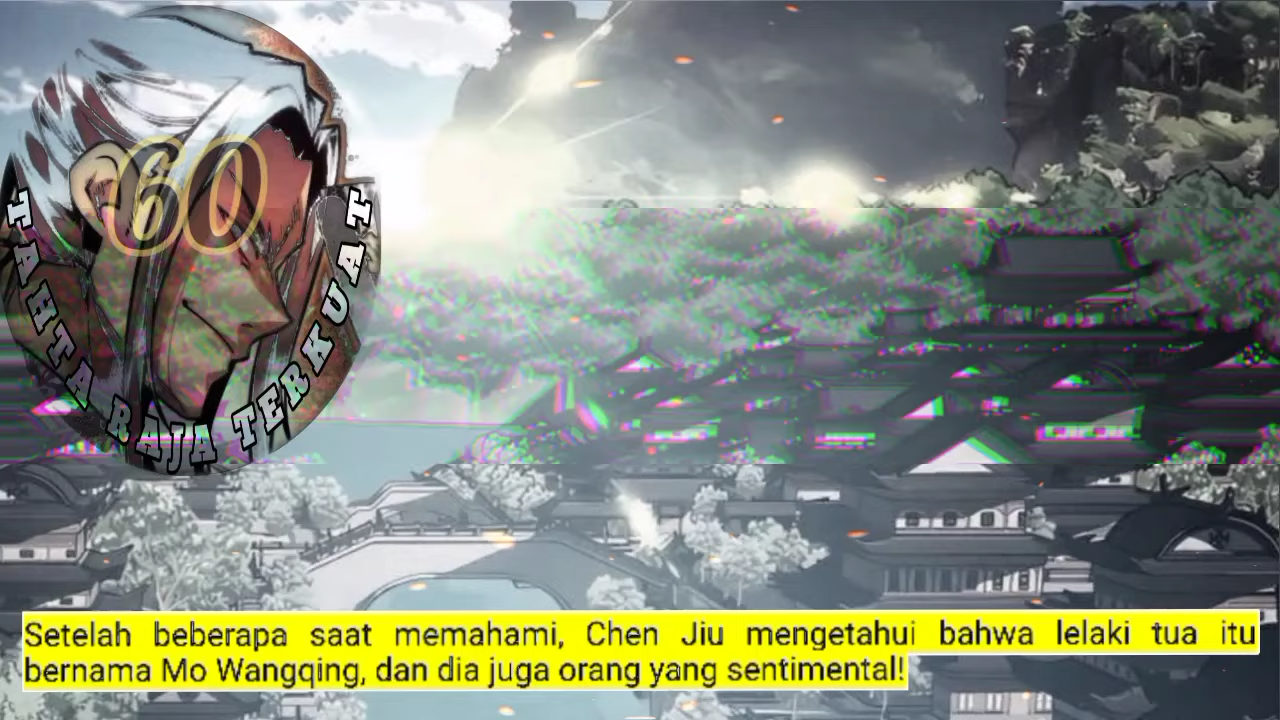 60
TAHTA RAJA TERKUAT
Setelah beberapa saat memahami, Chen Jiu mengetahui bahwa lelaki tua itu
bernama Mo Wangqing, dan dia juga orang yang sentimental!